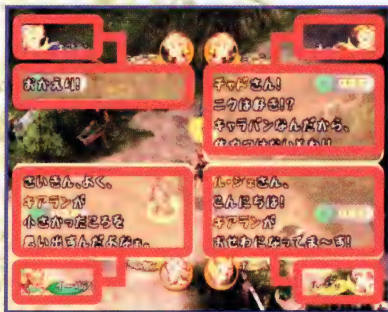 おかえり!
チャドさん!
ニクは好き!?
キャラバンなんだから、
さいきん、よく、
キアランが
小さかったころを
思い出すんだよなぁ。
ル・ジェさん、
こんにちは!
キアランが
おせわになってま〜す!